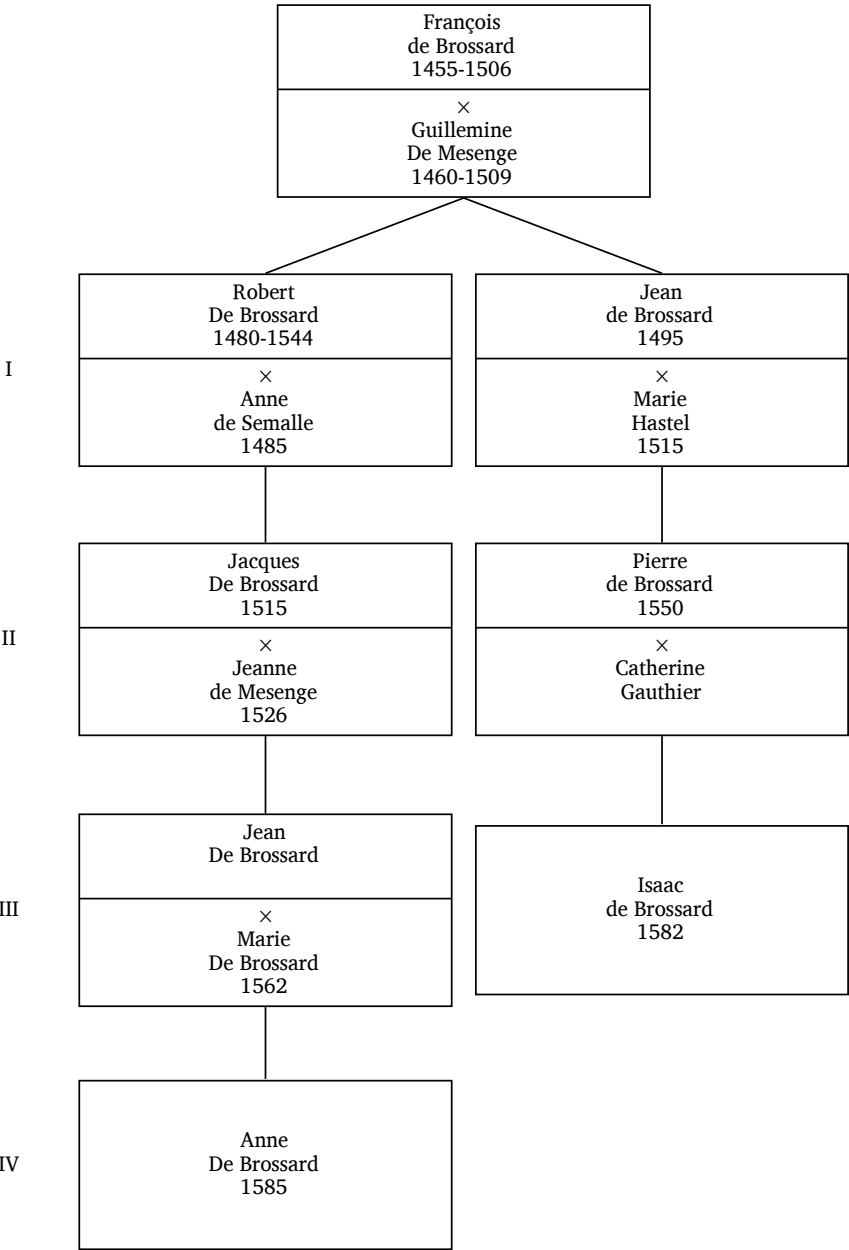 François
de Brossard
1455-1506
×
Guillemine
De Mesenge
1460-1509
I
Robert
De Brossard
1480-1544
×
Anne
de Semalle
1485
Jean
de Brossard
1495
×
Marie
Hastel
1515
II
Jacques
De Brossard
1515
×
Jeanne
de Mesenge
1526
Pierre
de Brossard
1550
×
Catherine
Gauthier
III
Jean
De Brossard
×
Marie
De Brossard
1562
Isaac
de Brossard
1582
IV
Anne
De Brossard
1585